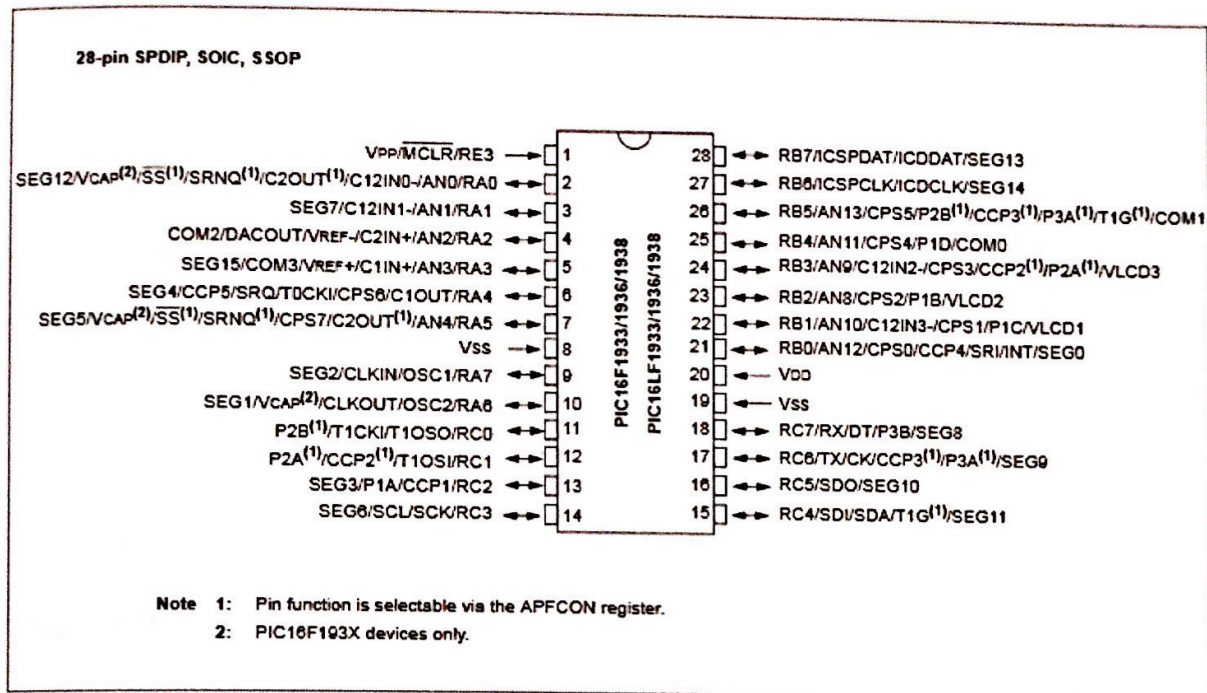 28-pin SPDIP, SOIC, SSOP
VPP/MCLR/RE3 1
SEG12/VCAP(2)/SS(1)/SRNQ(1)/C2OUT(1)/C12IN0-/AN0/RA0 2
SEG7/C12IN1-/AN1/RA1 3
COM2/DACOUT/VREF-/C2IN+/AN2/RA2 4
SEG15/COM3/VREF+/C1IN+/AN3/RA3 5
SEG4/CCP5/SRQ/T0CKI/CPS6/C1OUT/RA4 6
SEG5/VCAP(2)/SS(1)/SRNQ(1)/CPS7/C2OUT(1)/AN4/RA5 7
VSS 8
SEG2/CLKIN/OSC1/RA7 9
SEG1/VCAP(2)/CLKOUT/OSC2/RA6 10
P2B(1)/T1CKI/T1OSO/RC0 11
P2A(1)/CCP2(1)/T1OSI/RC1 12
SEG3/P1A/CCP1/RC2 13
SEG6/SCL/SCK/RC3 14
PIC16F1933/1936/1938
PIC16LF1933/1936/1938
28 RB7/ICSPDAT/ICDDAT/SEG13
27 RB6/ICSPCLK/ICDCLK/SEG14
26 RB5/AN13/CPS5/P2B(1)/CCP3(1)/P3A(1)/T1G(1)/COM1
25 RB4/AN11/CPS4/P1D/COM0
24 RB3/AN9/C12IN2-/CPS3/CCP2(1)/P2A(1)/VLCD3
23 RB2/AN8/CPS2/P1B/VLCD2
22 RB1/AN10/C12IN3-/CPS1/P1C/VLCD1
21 RB0/AN12/CPS0/CCP4/SRI/INT/SEG0
20 VDD
19 VSS
18 RC7/RX/DT/P3B/SEG8
17 RC6/TX/CK/CCP3(1)/P3A(1)/SEG9
16 RC5/SDO/SEG10
15 RC4/SDI/SDA/T1G(1)/SEG11
Note 1: Pin function is selectable via the APFCON register.
2: PIC16F193X devices only.